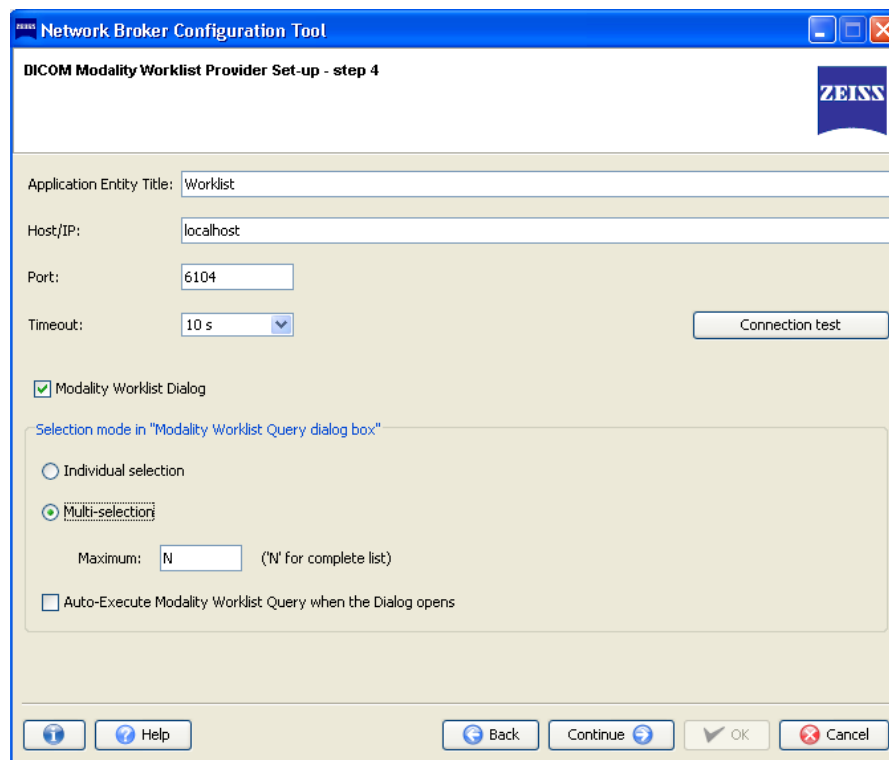 ZEISS Network Broker Configuration Tool
DICOM Modality Worklist Provider Set-up - step 4
ZEISS
Application Entity Title: Worklist
Host/IP: localhost
Port: 6104
Timeout: 10 s Connection test
Modality Worklist Dialog
Selection mode in "Modality Worklist Query dialog box"
Individual selection
Multi-selection
Maximum: N ('N' for complete list)
Auto-Execute Modality Worklist Query when the Dialog opens
Help Back Continue OK Cancel